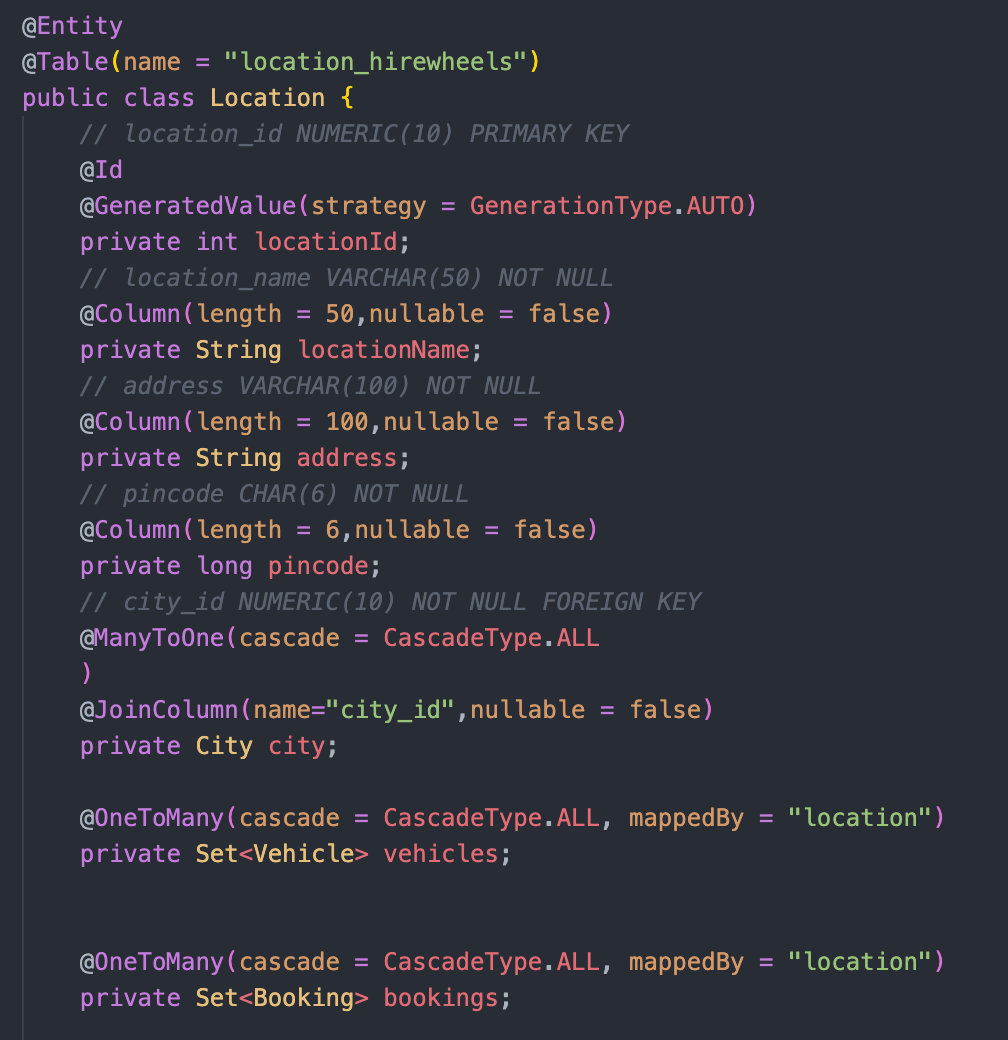 @Entity
@Table(name = "location_hirewheels")
public class Location {
    // location_id NUMERIC(10) PRIMARY KEY
    @Id
    @GeneratedValue(strategy = GenerationType.AUTO)
    private int locationId;
    // location_name VARCHAR(50) NOT NULL
    @Column(length = 50,nullable = false)
    private String locationName;
    // address VARCHAR(100) NOT NULL
    @Column(length = 100,nullable = false)
    private String address;
    // pincode CHAR(6) NOT NULL
    @Column(length = 6,nullable = false)
    private long pincode;
    // city_id NUMERIC(10) NOT NULL FOREIGN KEY
    @ManyToOne(cascade = CascadeType.ALL
    )
    @JoinColumn(name="city_id",nullable = false)
    private City city;

    @OneToMany(cascade = CascadeType.ALL, mappedBy = "location")
    private Set<Vehicle> vehicles;


    @OneToMany(cascade = CascadeType.ALL, mappedBy = "location")
    private Set<Booking> bookings;